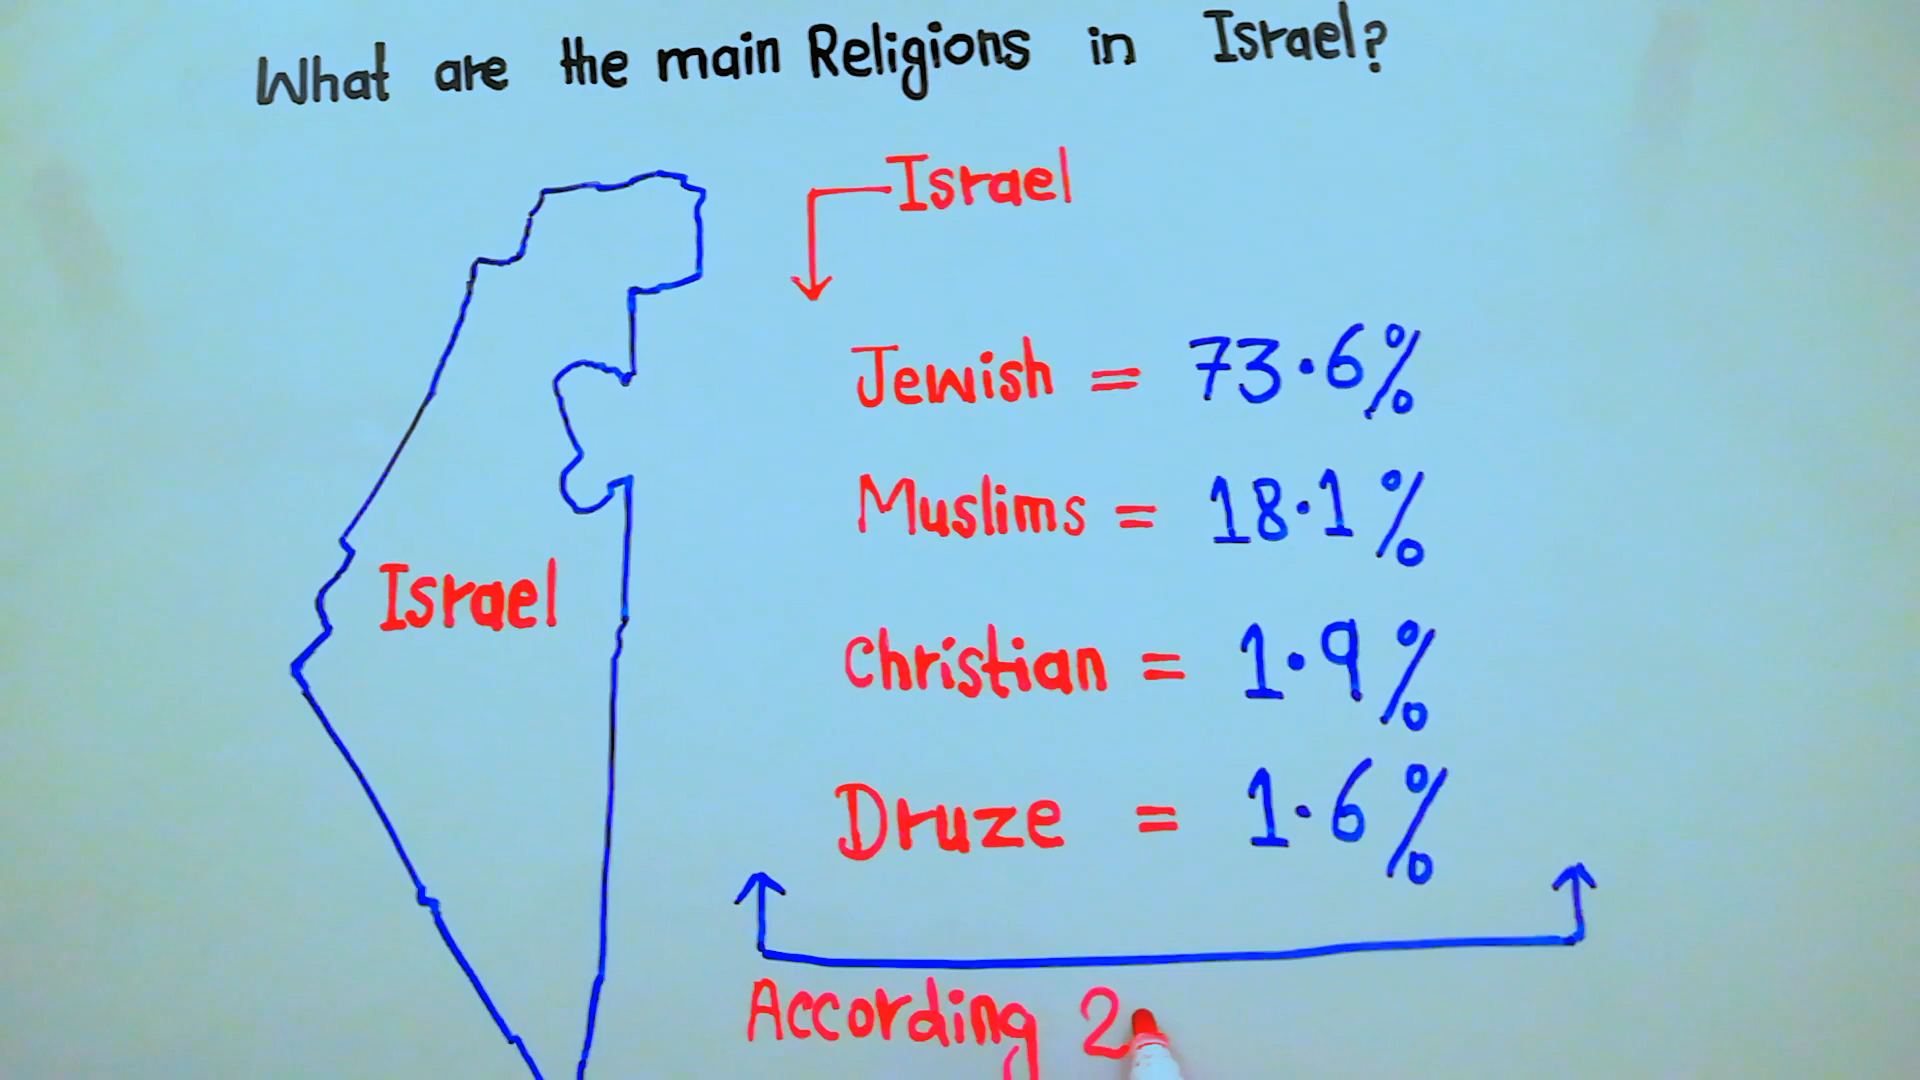 What are the main Religions in Israel?
Israel
Jewish = 73.6%
Muslims = 18.1%
Christian = 1.9%
Druze = 1.6%
Israel
According 2